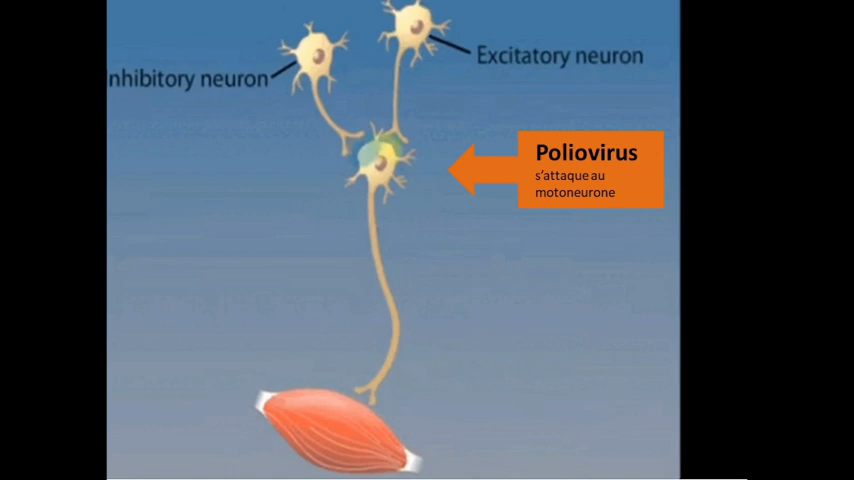 Excitatory neuron
nhibitory neuron
Poliovirus
s'attaque au
motoneurone